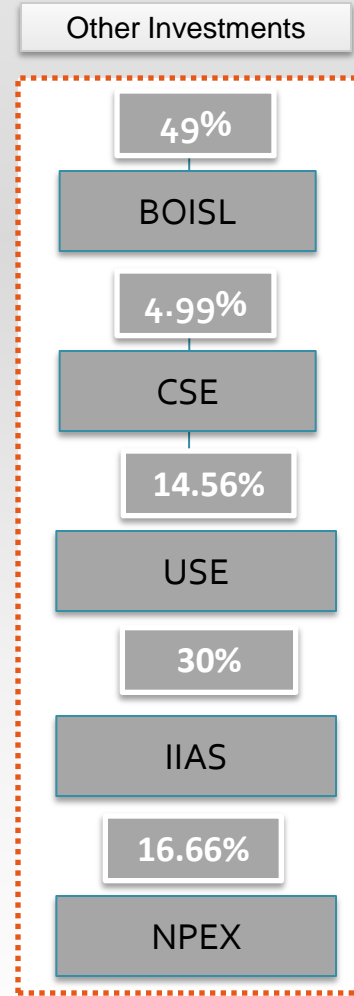 Other Investments
49%
BOISL
4.99%
CSE
14.56%
USE
30%
IIAS
16.66%
NPEX